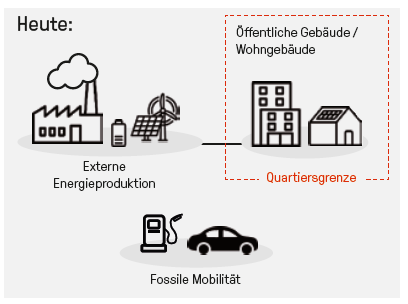 Heute:
Öffentliche Gebäude /
Wohngebäude
Externe
Energieproduktion
Quartiersgrenze
Fossile Mobilität